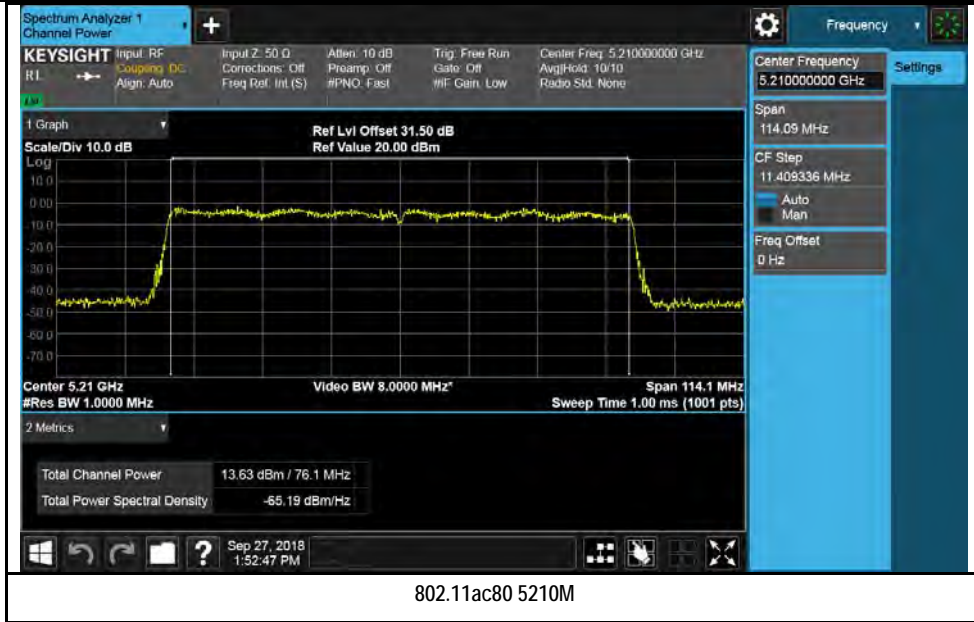 Spectrum Analyzer 1
Channel Power
+
Frequency
KEYSIGHT
Input: RF
Coupling: DC
Align: Auto
Input Z: 50 Ω
Corrections: Off
Freq Ref: Int (S)
Atten: 10 dB
Preamp: Off
#PNO: Fast
Trig: Free Run
Gate: Off
#IF Gain: Low
Center Freq: 5.210000000 GHz
Avg|Hold: 10/10
Radio Std: None
Center Frequency
5.210000000 GHz
Settings
Span
114.09 MHz
CF Step
11.409336 MHz
Auto
Man
Freq Offset
0 Hz
1 Graph
Scale/Div 10.0 dB
Ref Lvl Offset 31.50 dB
Ref Value 20.00 dBm
Log
10.0
0.00
-10.0
-20.0
-30.0
-40.0
-50.0
-60.0
-70.0
Center 5.21 GHz
#Res BW 1.0000 MHz
Video BW 8.0000 MHz*
Span 114.1 MHz
Sweep Time 1.00 ms (1001 pts)
2 Metrics
Total Channel Power 13.63 dBm / 76.1 MHz
Total Power Spectral Density -65.19 dBm/Hz
?
Sep 27, 2018
1:52:47 PM
802.11ac80 5210M